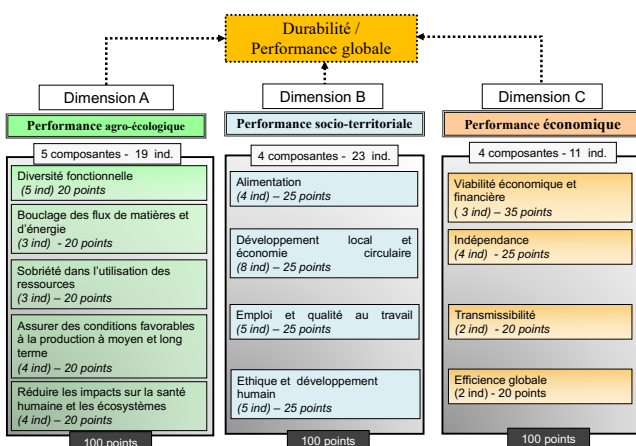 Durabilité /
Performance globale
Dimension A
Performance agro-écologique
5 composantes - 19 ind.
Diversité fonctionnelle
(5 ind) 20 points
Bouclage des flux de matières et
d'énergie
(3 ind) - 20 points
Sobriété dans l'utilisation des
ressources
(3 ind) – 20 points
Assurer des conditions favorables
à la production à moyen et long
terme
(4 ind) – 20 points
Réduire les impacts sur la santé
humaine et les écosystèmes
(4 ind) – 20 points
100 points
Dimension B
Performance socio-territoriale
4 composantes - 23 ind.
Alimentation
(4 ind) – 25 points
Développement local et
économie circulaire
(8 ind) – 25 points
Emploi et qualité au travail
(5 ind) – 25 points
Ethique et développement
humain
(5 ind) – 25 points
100 points
Dimension C
Performance économique
4 composantes - 11 ind.
Viabilité économique et
financière
( 3 ind) – 35 points
Indépendance
(4 ind) - 25 points
Transmissibilité
(2 ind) - 20 points
Efficience globale
(2 ind) - 20 points
100 points